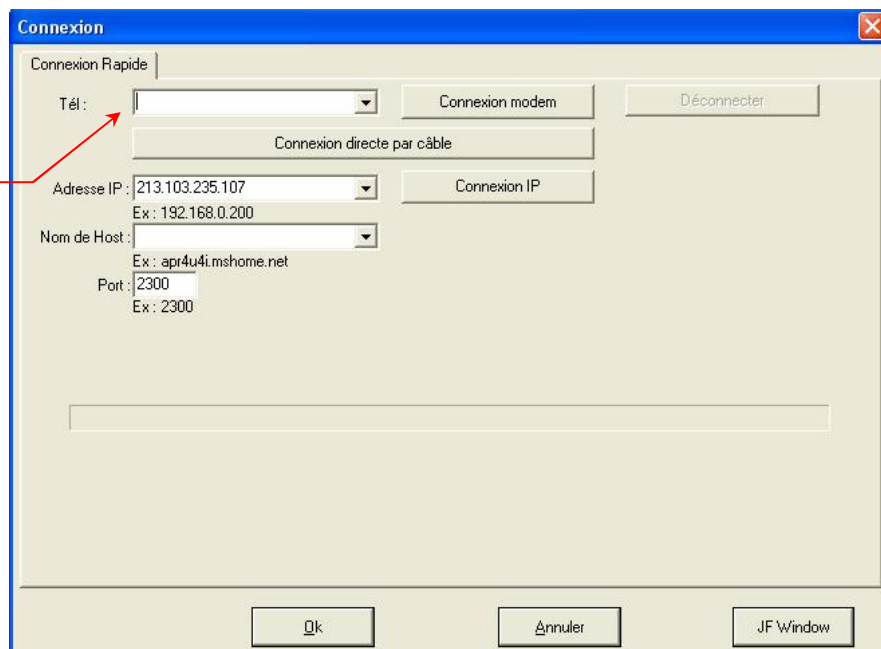 Connexion
Connexion Rapide
Tél : Connexion modem Déconnecter
Connexion directe par câble
Adresse IP : 213.103.235.107 Connexion IP
Ex : 192.168.0.200
Nom de Host :
Ex : apr4u4i.mshome.net
Port : 2300
Ex : 2300
Ok Annuler JF Window